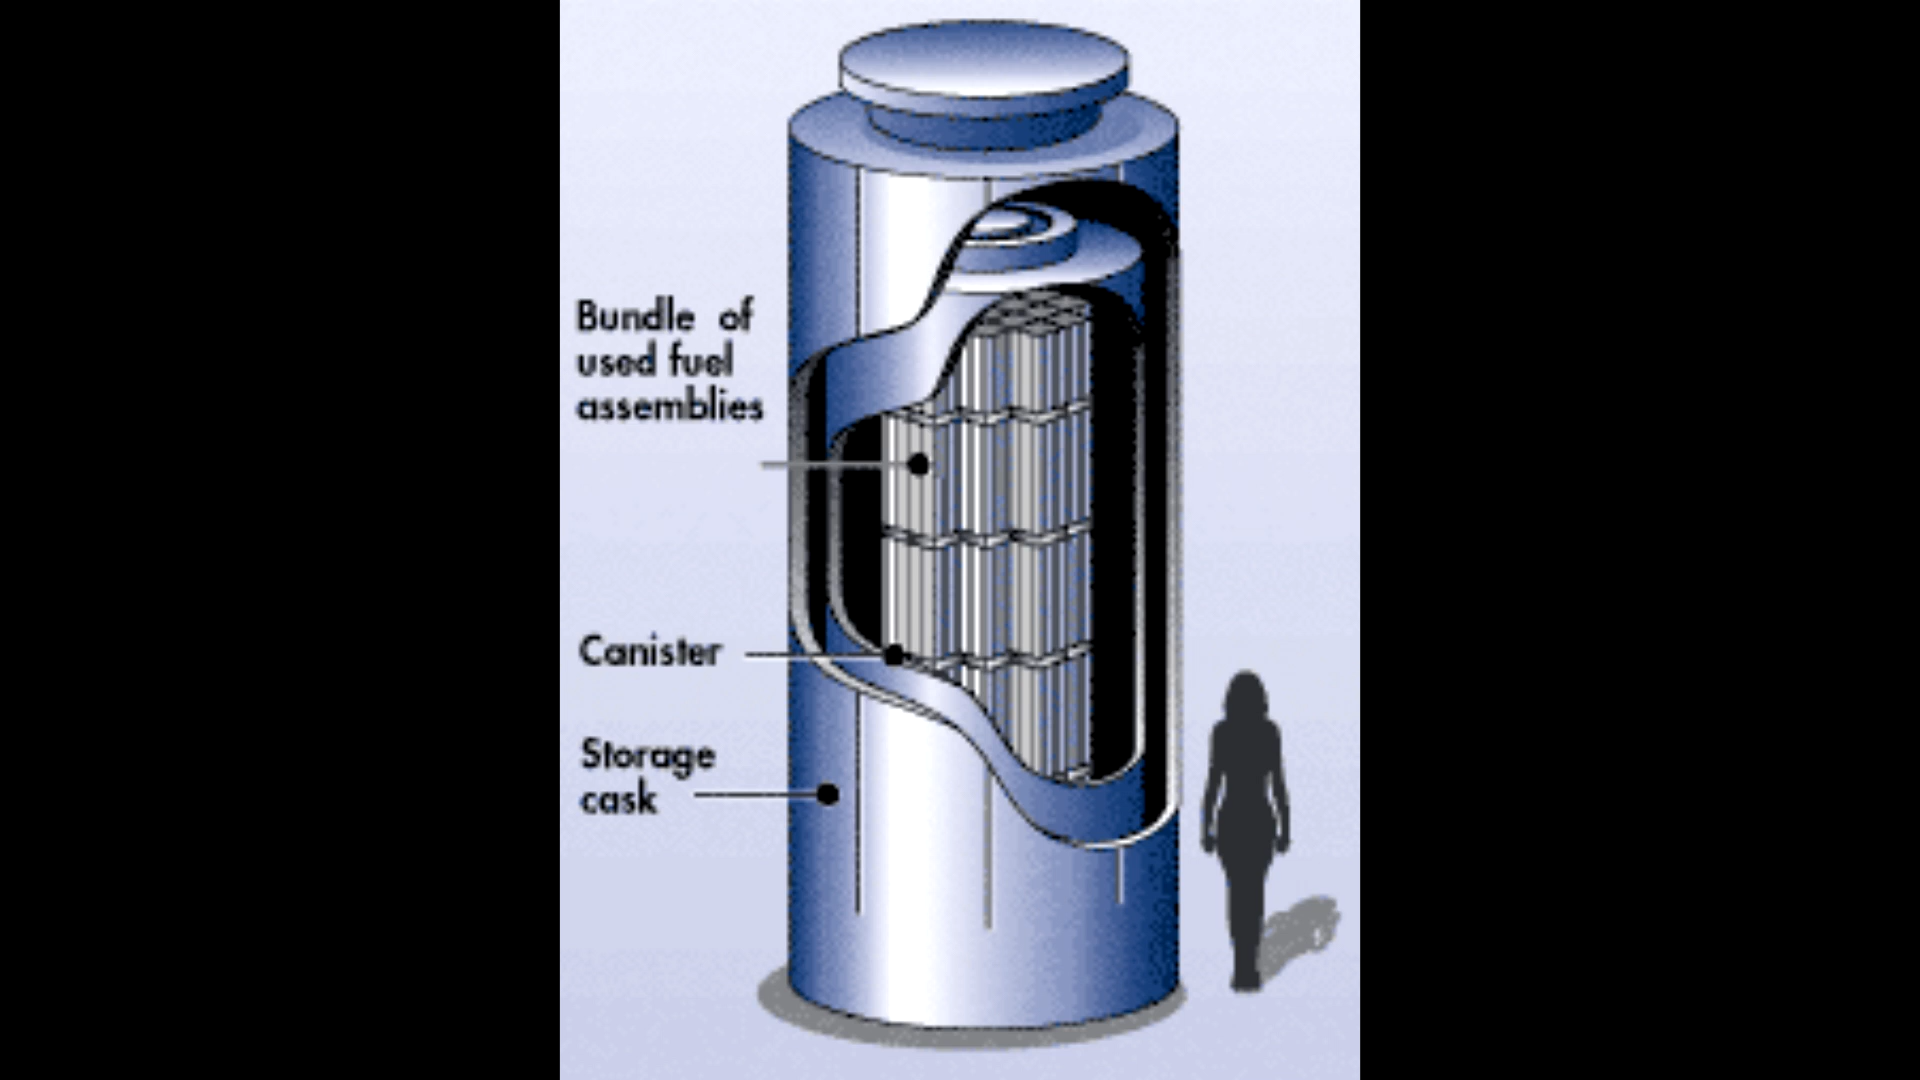 Bundle of
used fuel
assemblies
Canister
Storage
cask